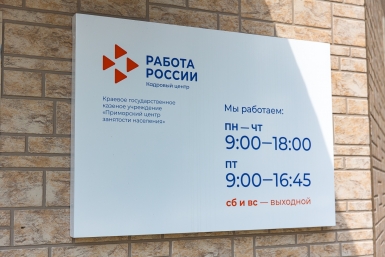 РАБОТА
РОССИИ
Кадровый центр
Краевое государственное
казенное учреждение
«Приморский центр
занятости населения»
Мы работаем:
ПН — ЧТ
9:00—18:00
ПТ
9:00—16:45
сб и вс — выходной